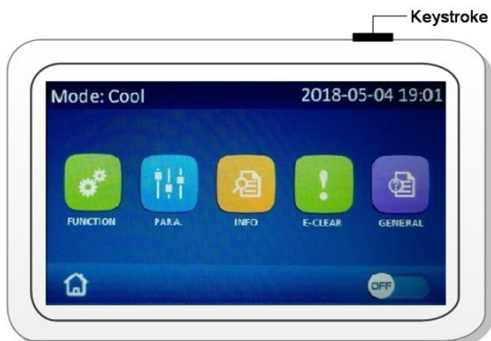 Keystroke
Mode: Cool 2018-05-04 19:01
FUNCTION PARA. INFO E-CLEAR GENERAL
OFF